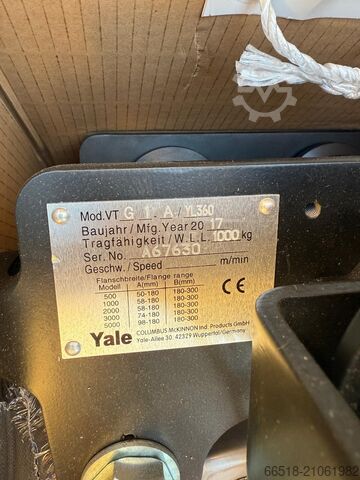 Mod.VT G I.A/YL360
Baujahr/Mfg.Year 20 17
Tragfähigkeit/W.L.L. 1000 kg
Ser.No. A67630
Geschw./Speed m/min
Flanschbreite/Flange range
Modell A(mm) B(mm)
500 50-180 180-300
1000 58-180 180-300
2000 58-180 180-300
3000 74-180 180-300
5000 98-180 180-300
CE
Yale COLUMBUS McKINNON Ind. Products GmbH
Yale-Allee 30, 42329 Wuppertal/Germany
66518-21061982